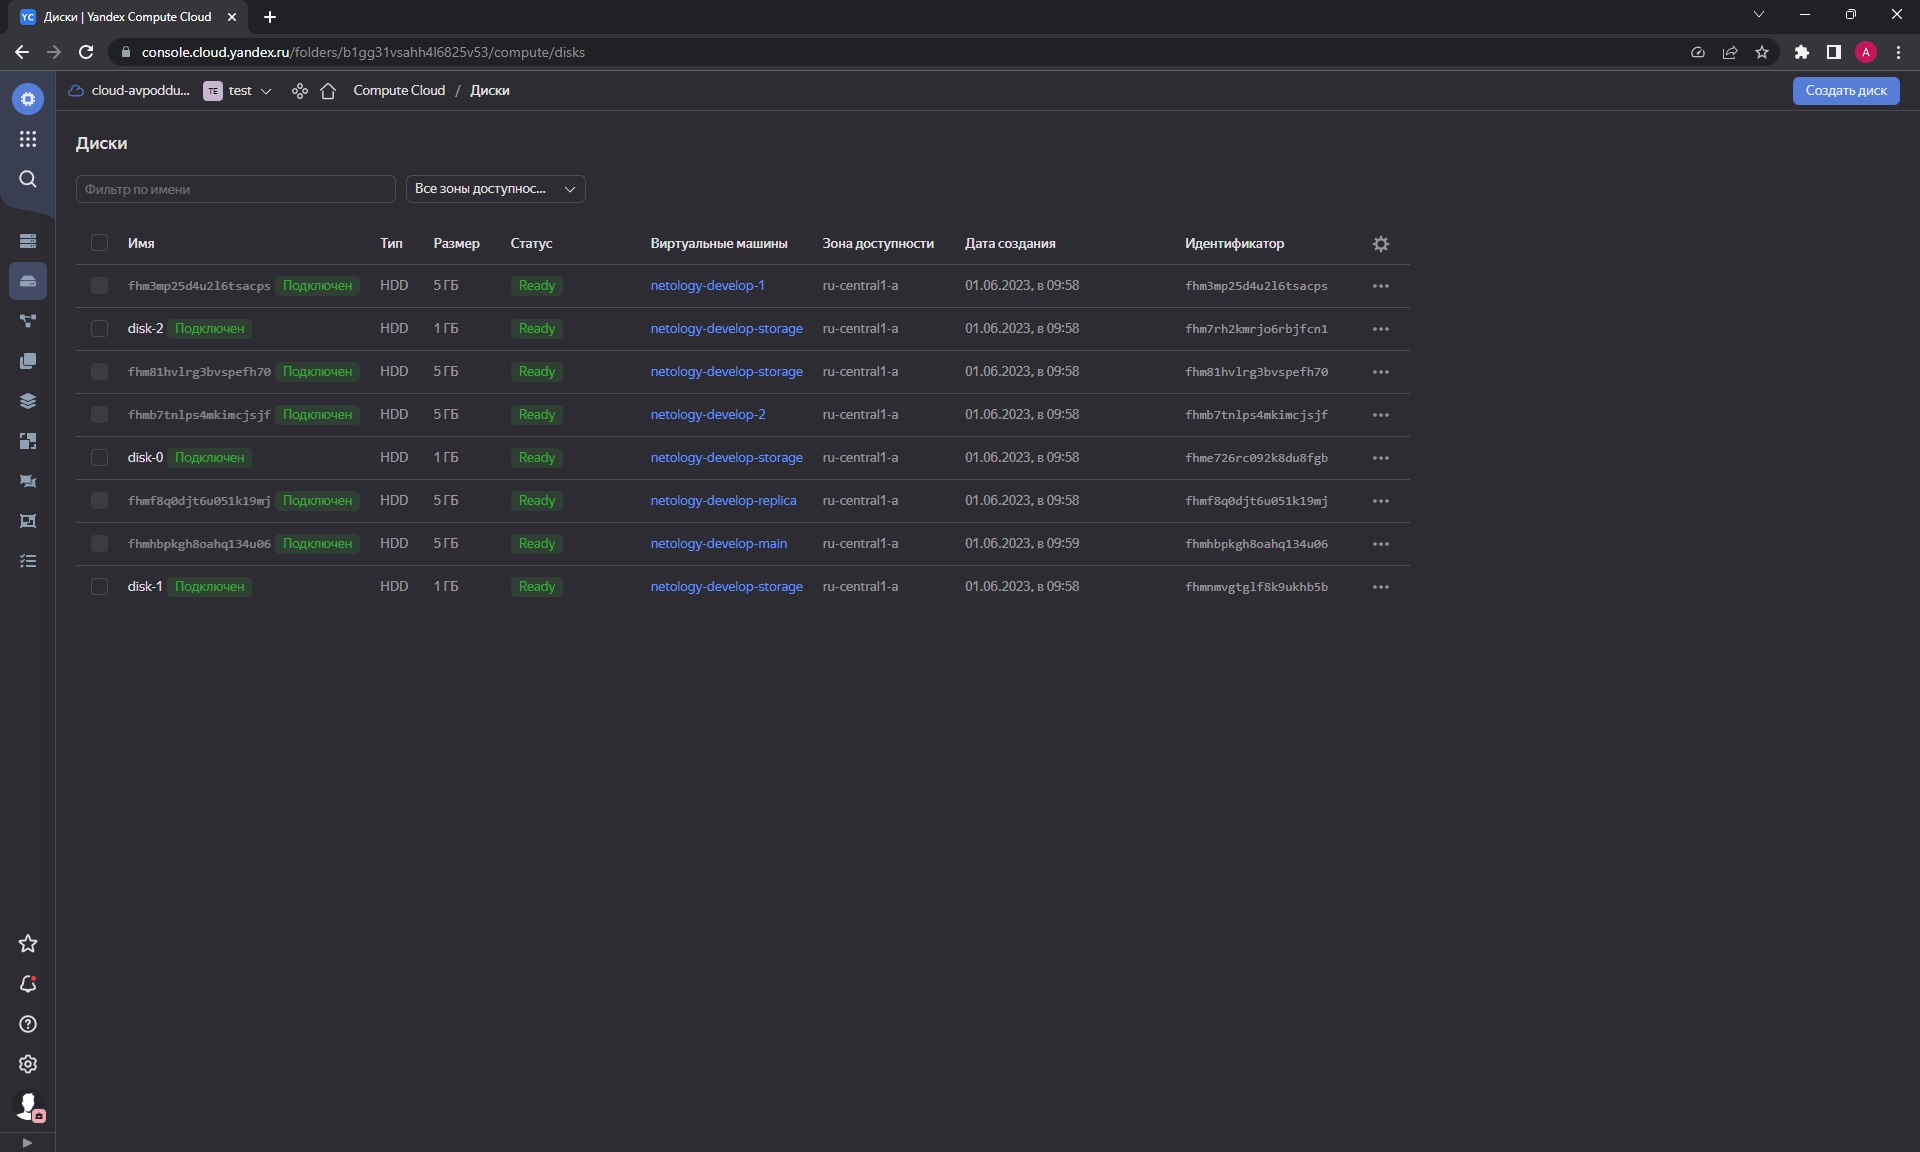 YC Диски | Yandex Compute Cloud
console.cloud.yandex.ru/folders/b1gg31vsahh4l6825v53/compute/disks
A
cloud-avpoddu... TE test Compute Cloud / Диски Создать диск
Диски
Фильтр по имени Все зоны доступнос...
Имя Тип Размер Статус Виртуальные машины Зона доступности Дата создания Идентификатор
fhm3mp25d4u2l6tsacps Подключен HDD 5 ГБ Ready netology-develop-1 ru-central1-a 01.06.2023, в 09:58 fhm3mp25d4u2l6tsacps
disk-2 Подключен HDD 1 ГБ Ready netology-develop-storage ru-central1-a 01.06.2023, в 09:58 fhm7rh2kmrjo6rbjfcn1
fhm81hvlrg3bvspefh70 Подключен HDD 5 ГБ Ready netology-develop-storage ru-central1-a 01.06.2023, в 09:58 fhm81hvlrg3bvspefh70
fhmb7tnlps4mkimcjsjf Подключен HDD 5 ГБ Ready netology-develop-2 ru-central1-a 01.06.2023, в 09:58 fhmb7tnlps4mkimcjsjf
disk-0 Подключен HDD 1 ГБ Ready netology-develop-storage ru-central1-a 01.06.2023, в 09:58 fhme726rc092k8du8fgb
fhmf8q0djt6u051k19mj Подключен HDD 5 ГБ Ready netology-develop-replica ru-central1-a 01.06.2023, в 09:58 fhmf8q0djt6u051k19mj
fhmhbpkgh8oahq134u06 Подключен HDD 5 ГБ Ready netology-develop-main ru-central1-a 01.06.2023, в 09:59 fhmhbpkgh8oahq134u06
disk-1 Подключен HDD 1 ГБ Ready netology-develop-storage ru-central1-a 01.06.2023, в 09:58 fhmnmvgtglf8k9ukhb5b